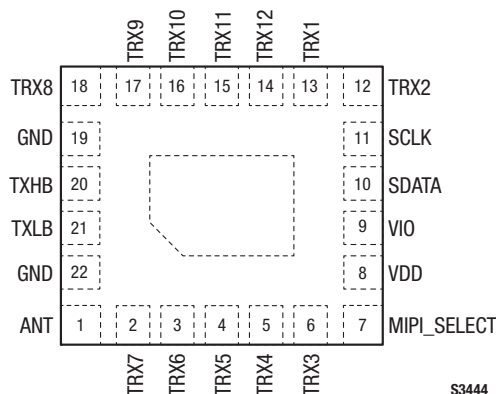 TRX9 TRX10 TRX11 TRX12 TRX1
TRX8 18 17 16 15 14 13 12 TRX2
GND 19 11 SCLK
TXHB 20 10 SDATA
TXLB 21 9 VIO
GND 22 8 VDD
ANT 1 2 3 4 5 6 7 MIPI_SELECT
TRX7 TRX6 TRX5 TRX4 TRX3
S3444